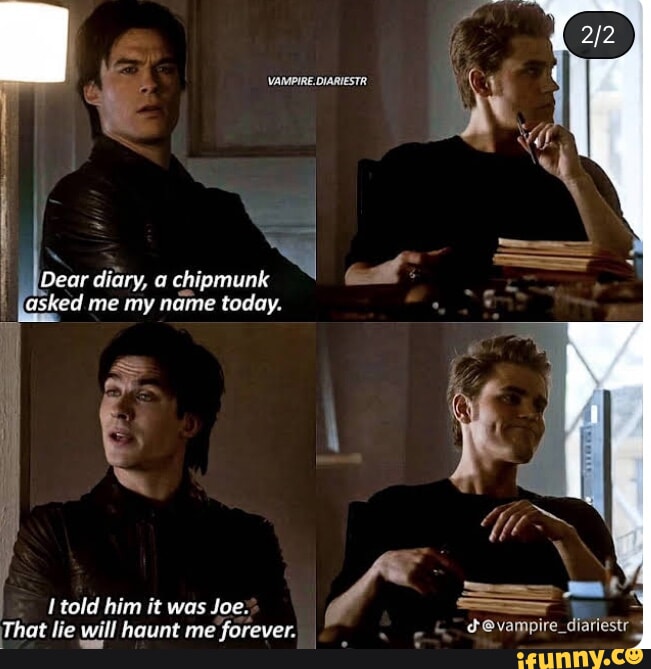 2/2
VAMPIRE.DIARIESTR
Dear diary, a chipmunk
asked me my name today.
I told him it was Joe.
That lie will haunt me forever.
@vampire_diariestr
ifunny.co